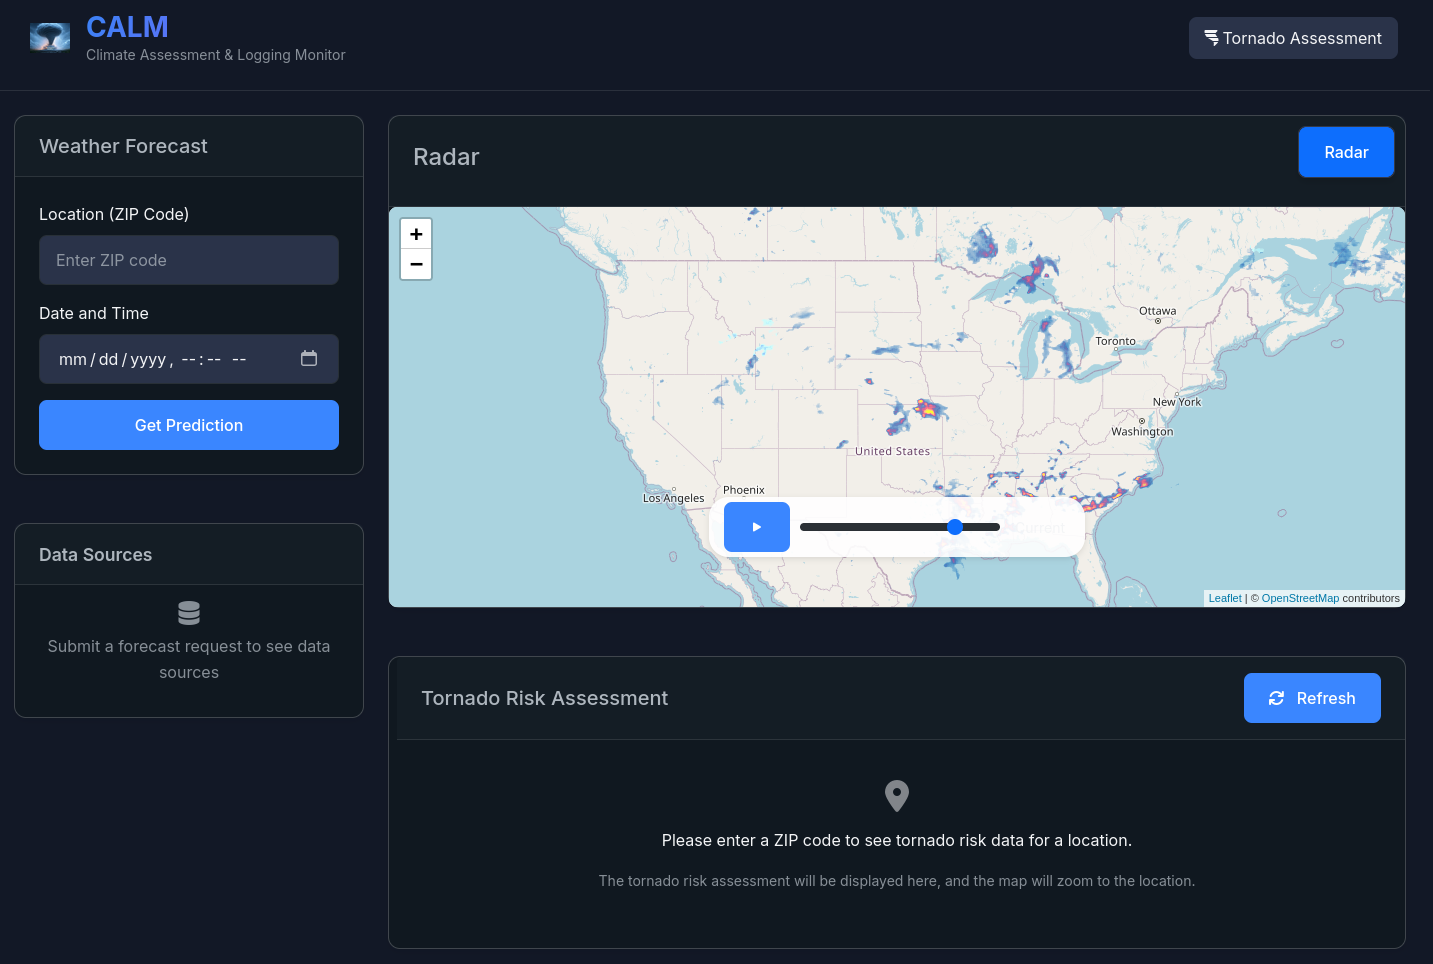 CALM
Climate Assessment & Logging Monitor
Tornado Assessment
Weather Forecast
Location (ZIP Code)
Enter ZIP code
Date and Time
mm/dd/yyyy, --:-- --
Get Prediction
Data Sources
Submit a forecast request to see data
sources
Radar
Radar
+
−
Ottawa
Toronto
New York
Washington
United States
Los Angeles
Phoenix
Current
Leaflet | © OpenStreetMap contributors
Tornado Risk Assessment
Refresh
Please enter a ZIP code to see tornado risk data for a location.
The tornado risk assessment will be displayed here, and the map will zoom to the location.